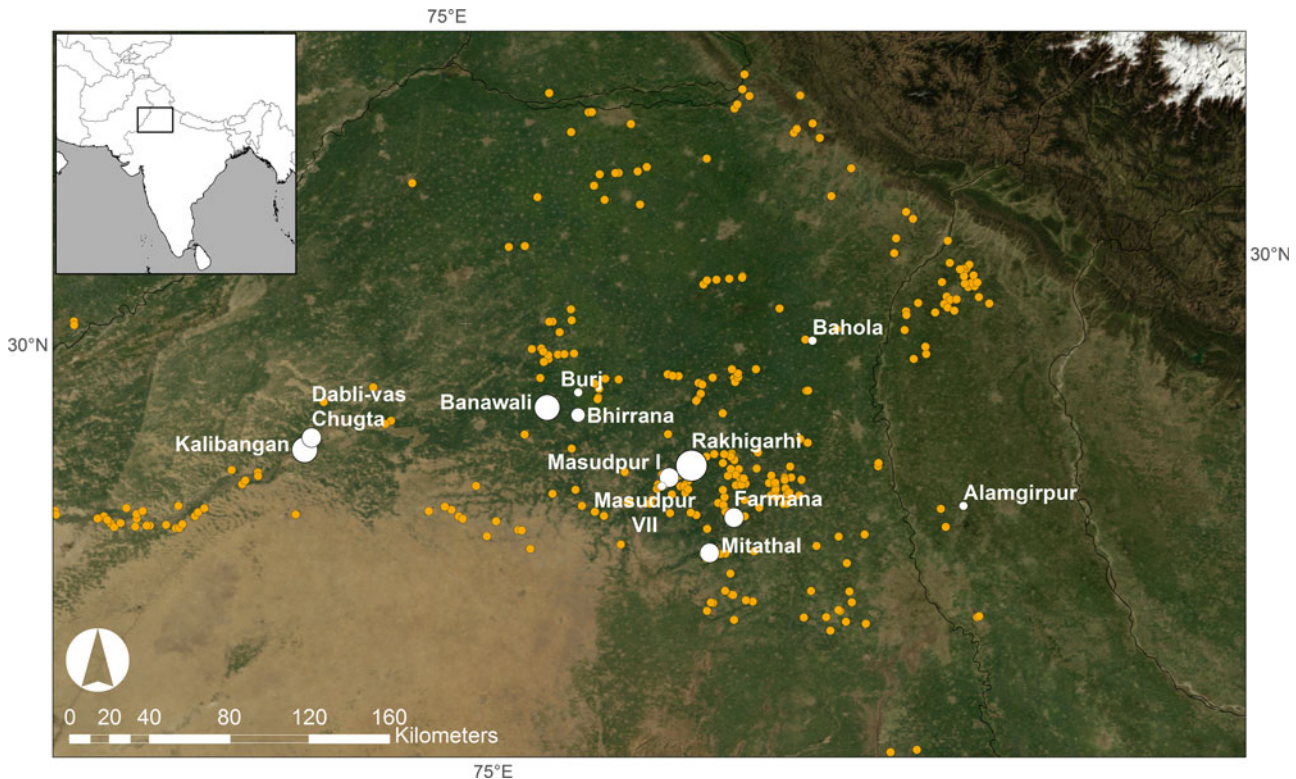 75°E
30°N
Bahola
30°N
Burj
Dabli-vas
Chugta
Banawali
Bhirrana
Kalibangan
Rakhigarhi
Masudpur I
Masudpur
VII
Farmana
Alamgirpur
Mitathal
0 20 40 80 120 160
Kilometers
75°E